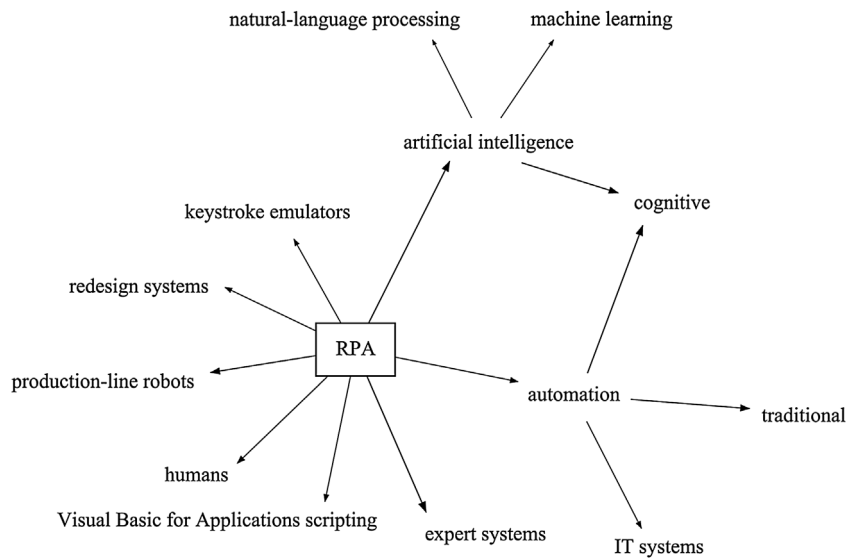 natural-language processing
machine learning
artificial intelligence
cognitive
keystroke emulators
redesign systems
RPA
production-line robots
automation
traditional
humans
Visual Basic for Applications scripting
expert systems
IT systems